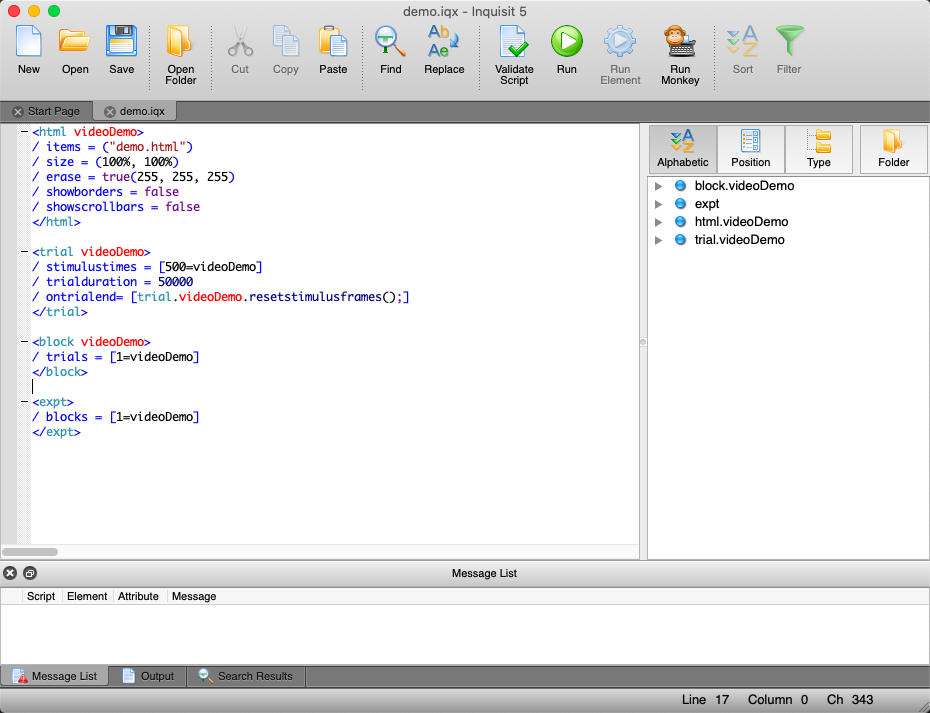 demo.iqx - Inquisit 5
New Open Save Open Folder Cut Copy Paste Find Replace Validate Script Run Run Element Run Monkey Sort Filter
Ab
Ae
A
Z
Start Page demo.iqx
<html videoDemo>
/ items = ("demo.html")
/ size = (100%, 100%)
/ erase = true(255, 255, 255)
/ showborders = false
/ showscrollbars = false
</html>
<trial videoDemo>
/ stimulustimes = [500=videoDemo]
/ trialduration = 50000
/ ontrialend= [trial.videoDemo.resetstimulusframes();]
</trial>
<block videoDemo>
/ trials = [1=videoDemo]
</block>
<expt>
/ blocks = [1=videoDemo]
</expt>
A
Z
Alphabetic Position Type Folder
block.videoDemo
expt
html.videoDemo
trial.videoDemo
Message List
Script Element Attribute Message
Message List Output Search Results
Line 17 Column 0 Ch 343